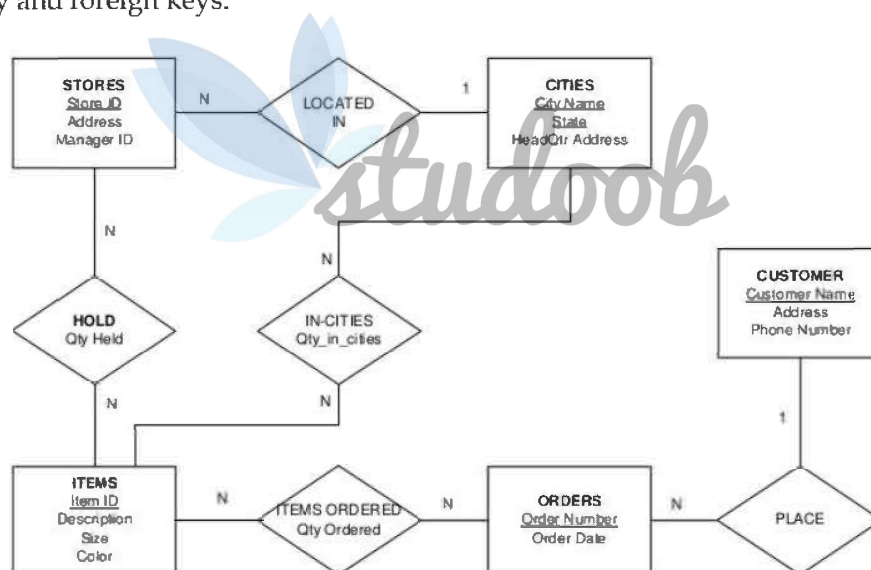 y and foreign keys.
STORES
Store ID
Address
Manager ID
N
LOCATED
IN
1
CITIES
City Name
State
HeadQtr Address
studoob
N
N
CUSTOMER
Customer Name
Address
Phone Number
HOLD
Qty Held
IN-CITIES
Qty_in_cities
N
N
1
ITEMS
Item ID
Description
Size
Color
N
ITEMS ORDERED
Qty Ordered
N
ORDERS
Order Number
Order Date
N
PLACE